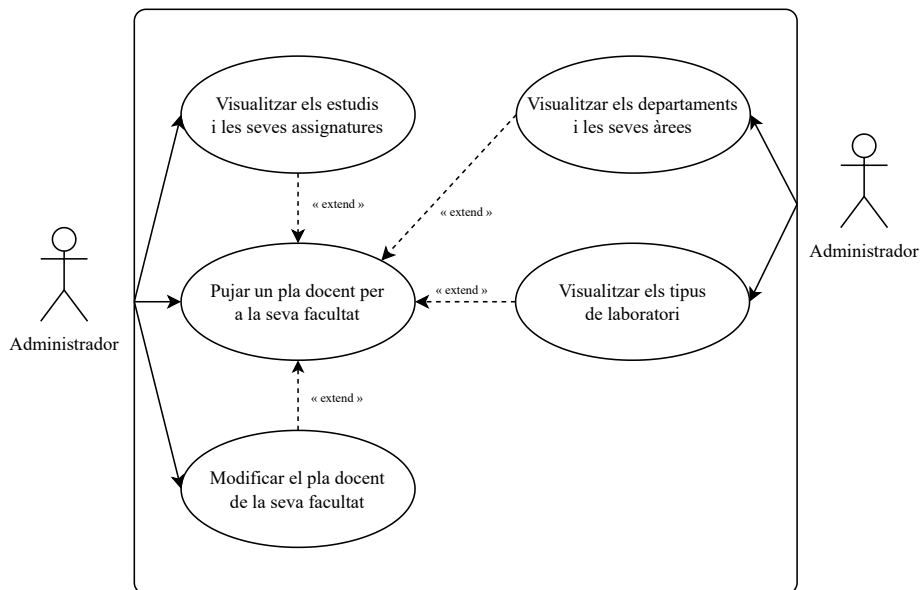 Visualitzar els estudis
i les seves assignatures
Visualitzar els departaments
i les seves àrees
« extend »
« extend »
Administrador
Pujar un pla docent per
a la seva facultat
« extend »
Visualitzar els tipus
de laboratori
Administrador
« extend »
Modificar el pla docent
de la seva facultat